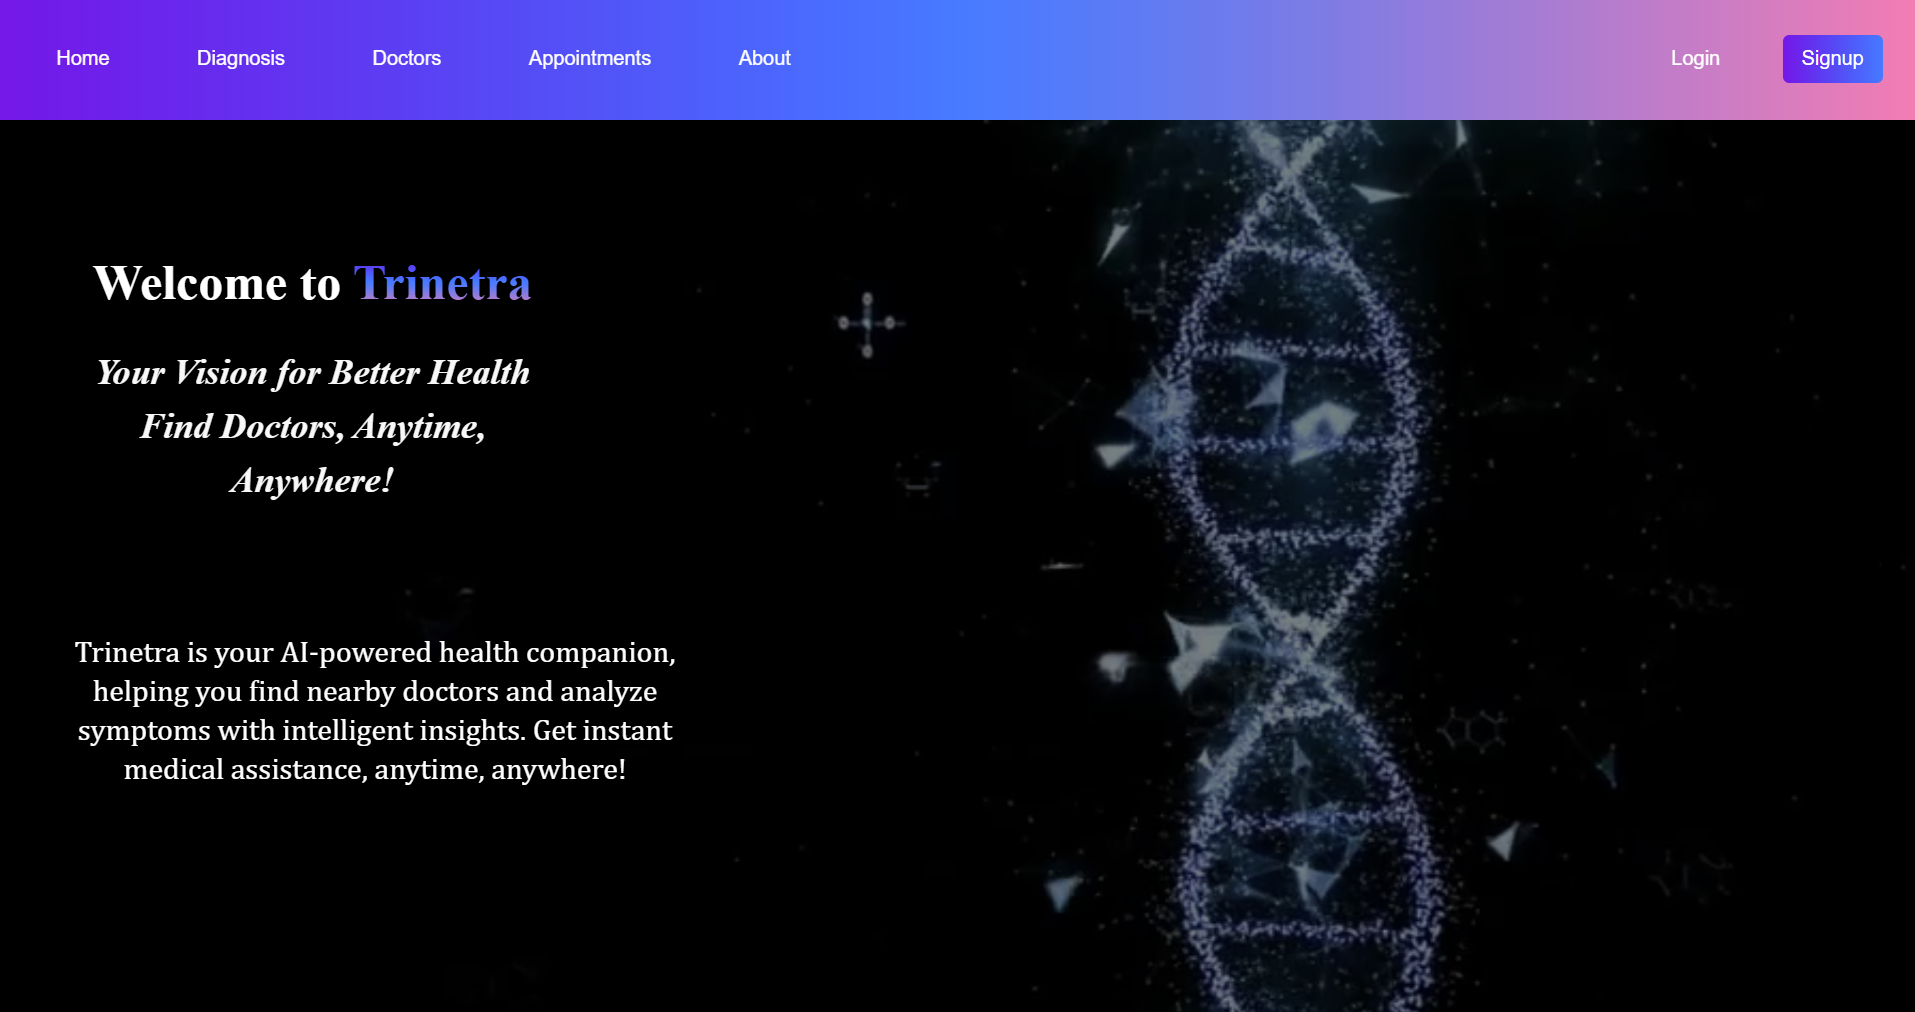 Home Diagnosis Doctors Appointments About Login Signup
Welcome to Trinetra
Your Vision for Better Health
Find Doctors, Anytime,
Anywhere!
Trinetra is your AI-powered health companion,
helping you find nearby doctors and analyze
symptoms with intelligent insights. Get instant
medical assistance, anytime, anywhere!